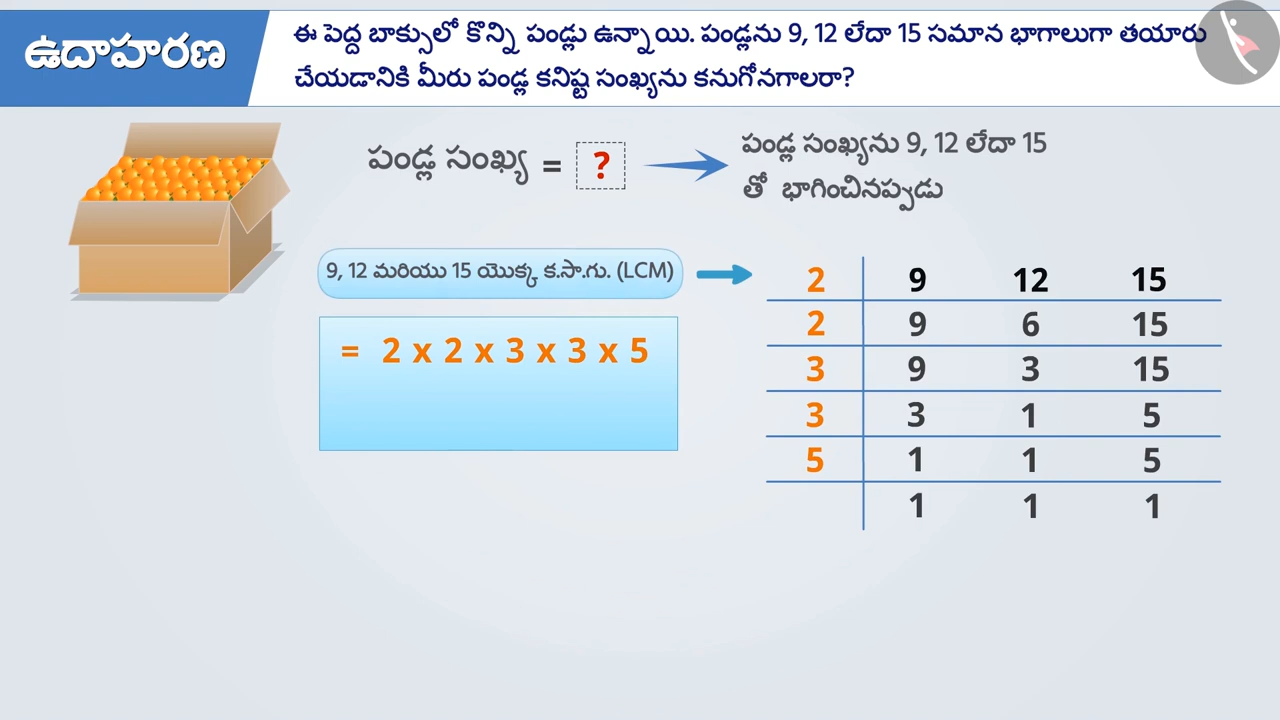 ఉదాహరణ
ఈ పెద్ద బాక్సులో కొన్ని పండ్లు ఉన్నాయి. పండ్లను 9, 12 లేదా 15 సమాన భాగాలుగా తయారు
చేయడానికి మీరు పండ్ల కనిష్ట సంఖ్యను కనుగోనగాలరా?
పండ్ల సంఖ్య = ?
పండ్ల సంఖ్యను 9, 12 లేదా 15
తో భాగించినప్పుడు
9, 12 మరియు 15 యొక్క క.సా.గు. (LCM)
= 2 x 2 x 3 x 3 x 5
2 9 12 15
2 9 6 15
3 9 3 15
3 3 1 5
5 1 1 5
1 1 1